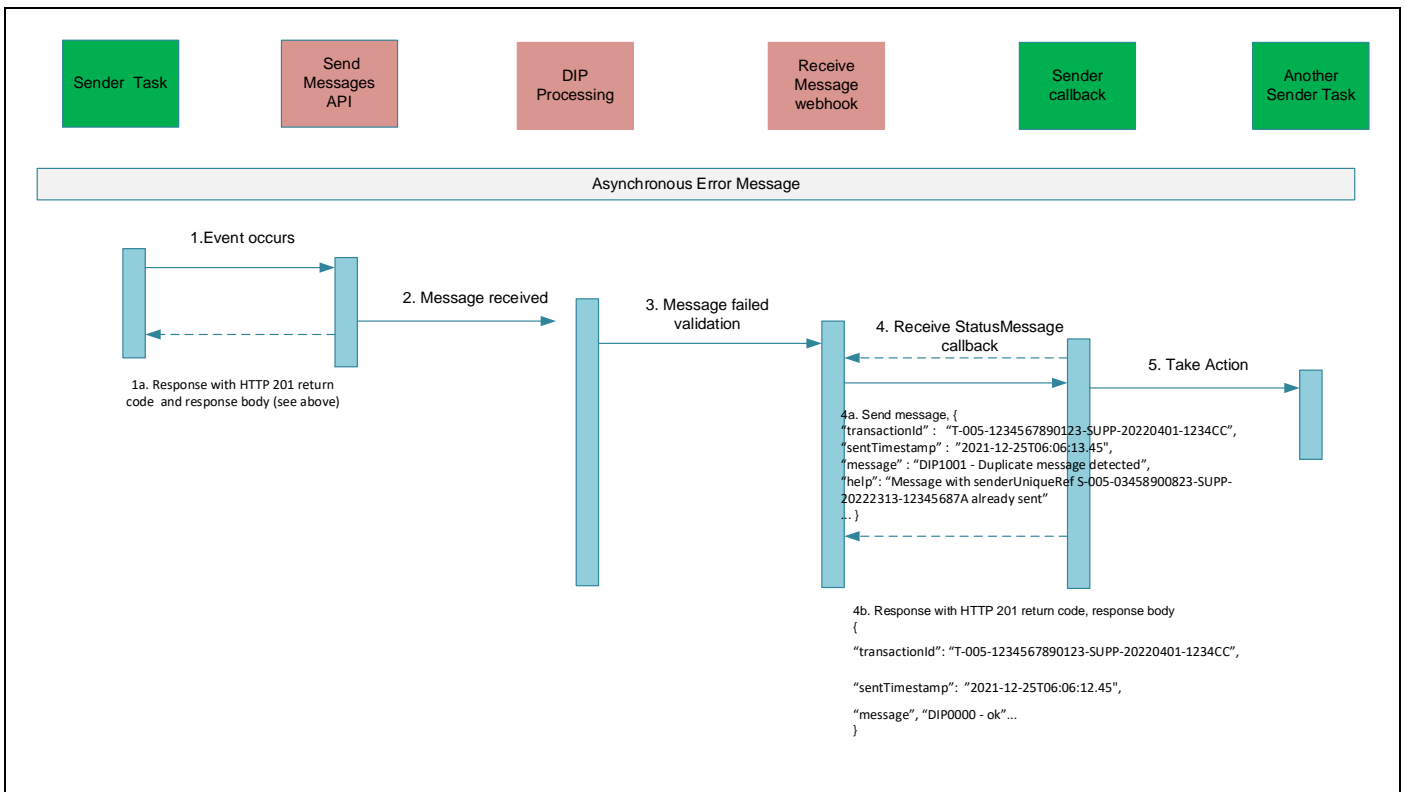 Sender Task
Send
Messages
API
DIP
Processing
Receive
Message
webhook
Sender
callback
Another
Sender Task
Asynchronous Error Message
1.Event occurs
2. Message received
3. Message failed
validation
4. Receive StatusMessage
callback
5. Take Action
1a. Response with HTTP 201 return
code and response body (see above)
4a. Send message, {
“transactionId” : “T-005-1234567890123-SUPP-20220401-1234CC”,
“sentTimestamp” : ”2021-12-25T06:06:13.45",
“message” : “DIP1001 - Duplicate message detected”,
“help”: “Message with senderUniqueRef S-005-03458900823-SUPP-
20222313-12345687A already sent”
... }
4b. Response with HTTP 201 return code, response body
{
“transactionId”: “T-005-1234567890123-SUPP-20220401-1234CC”,
“sentTimestamp”: ”2021-12-25T06:06:12.45",
“message”, “DIP0000 - ok”...
}